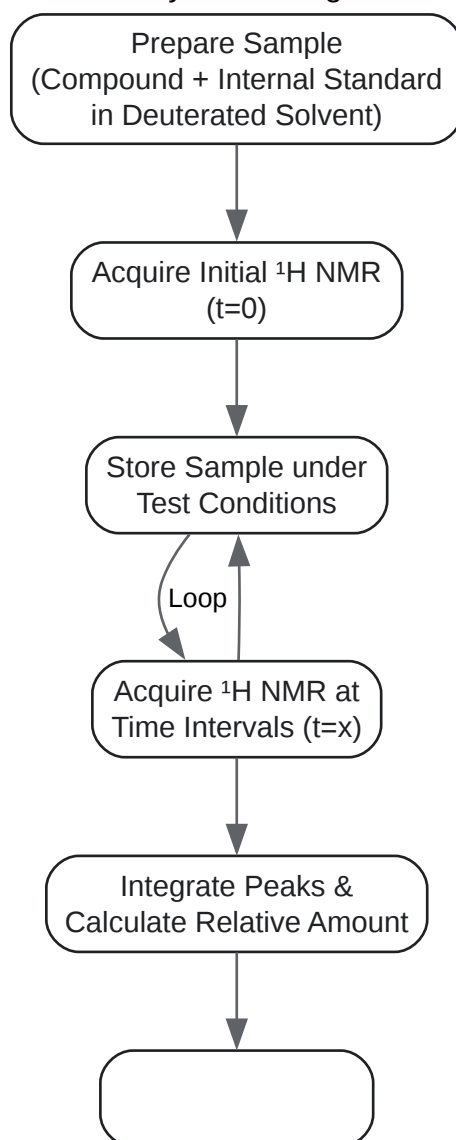 Prepare Sample
(Compound + Internal Standard
in Deuterated Solvent)
Acquire Initial ¹H NMR
(t=0)
Store Sample under
Test Conditions
Loop
Acquire ¹H NMR at
Time Intervals (t=x)
Integrate Peaks &
Calculate Relative Amount